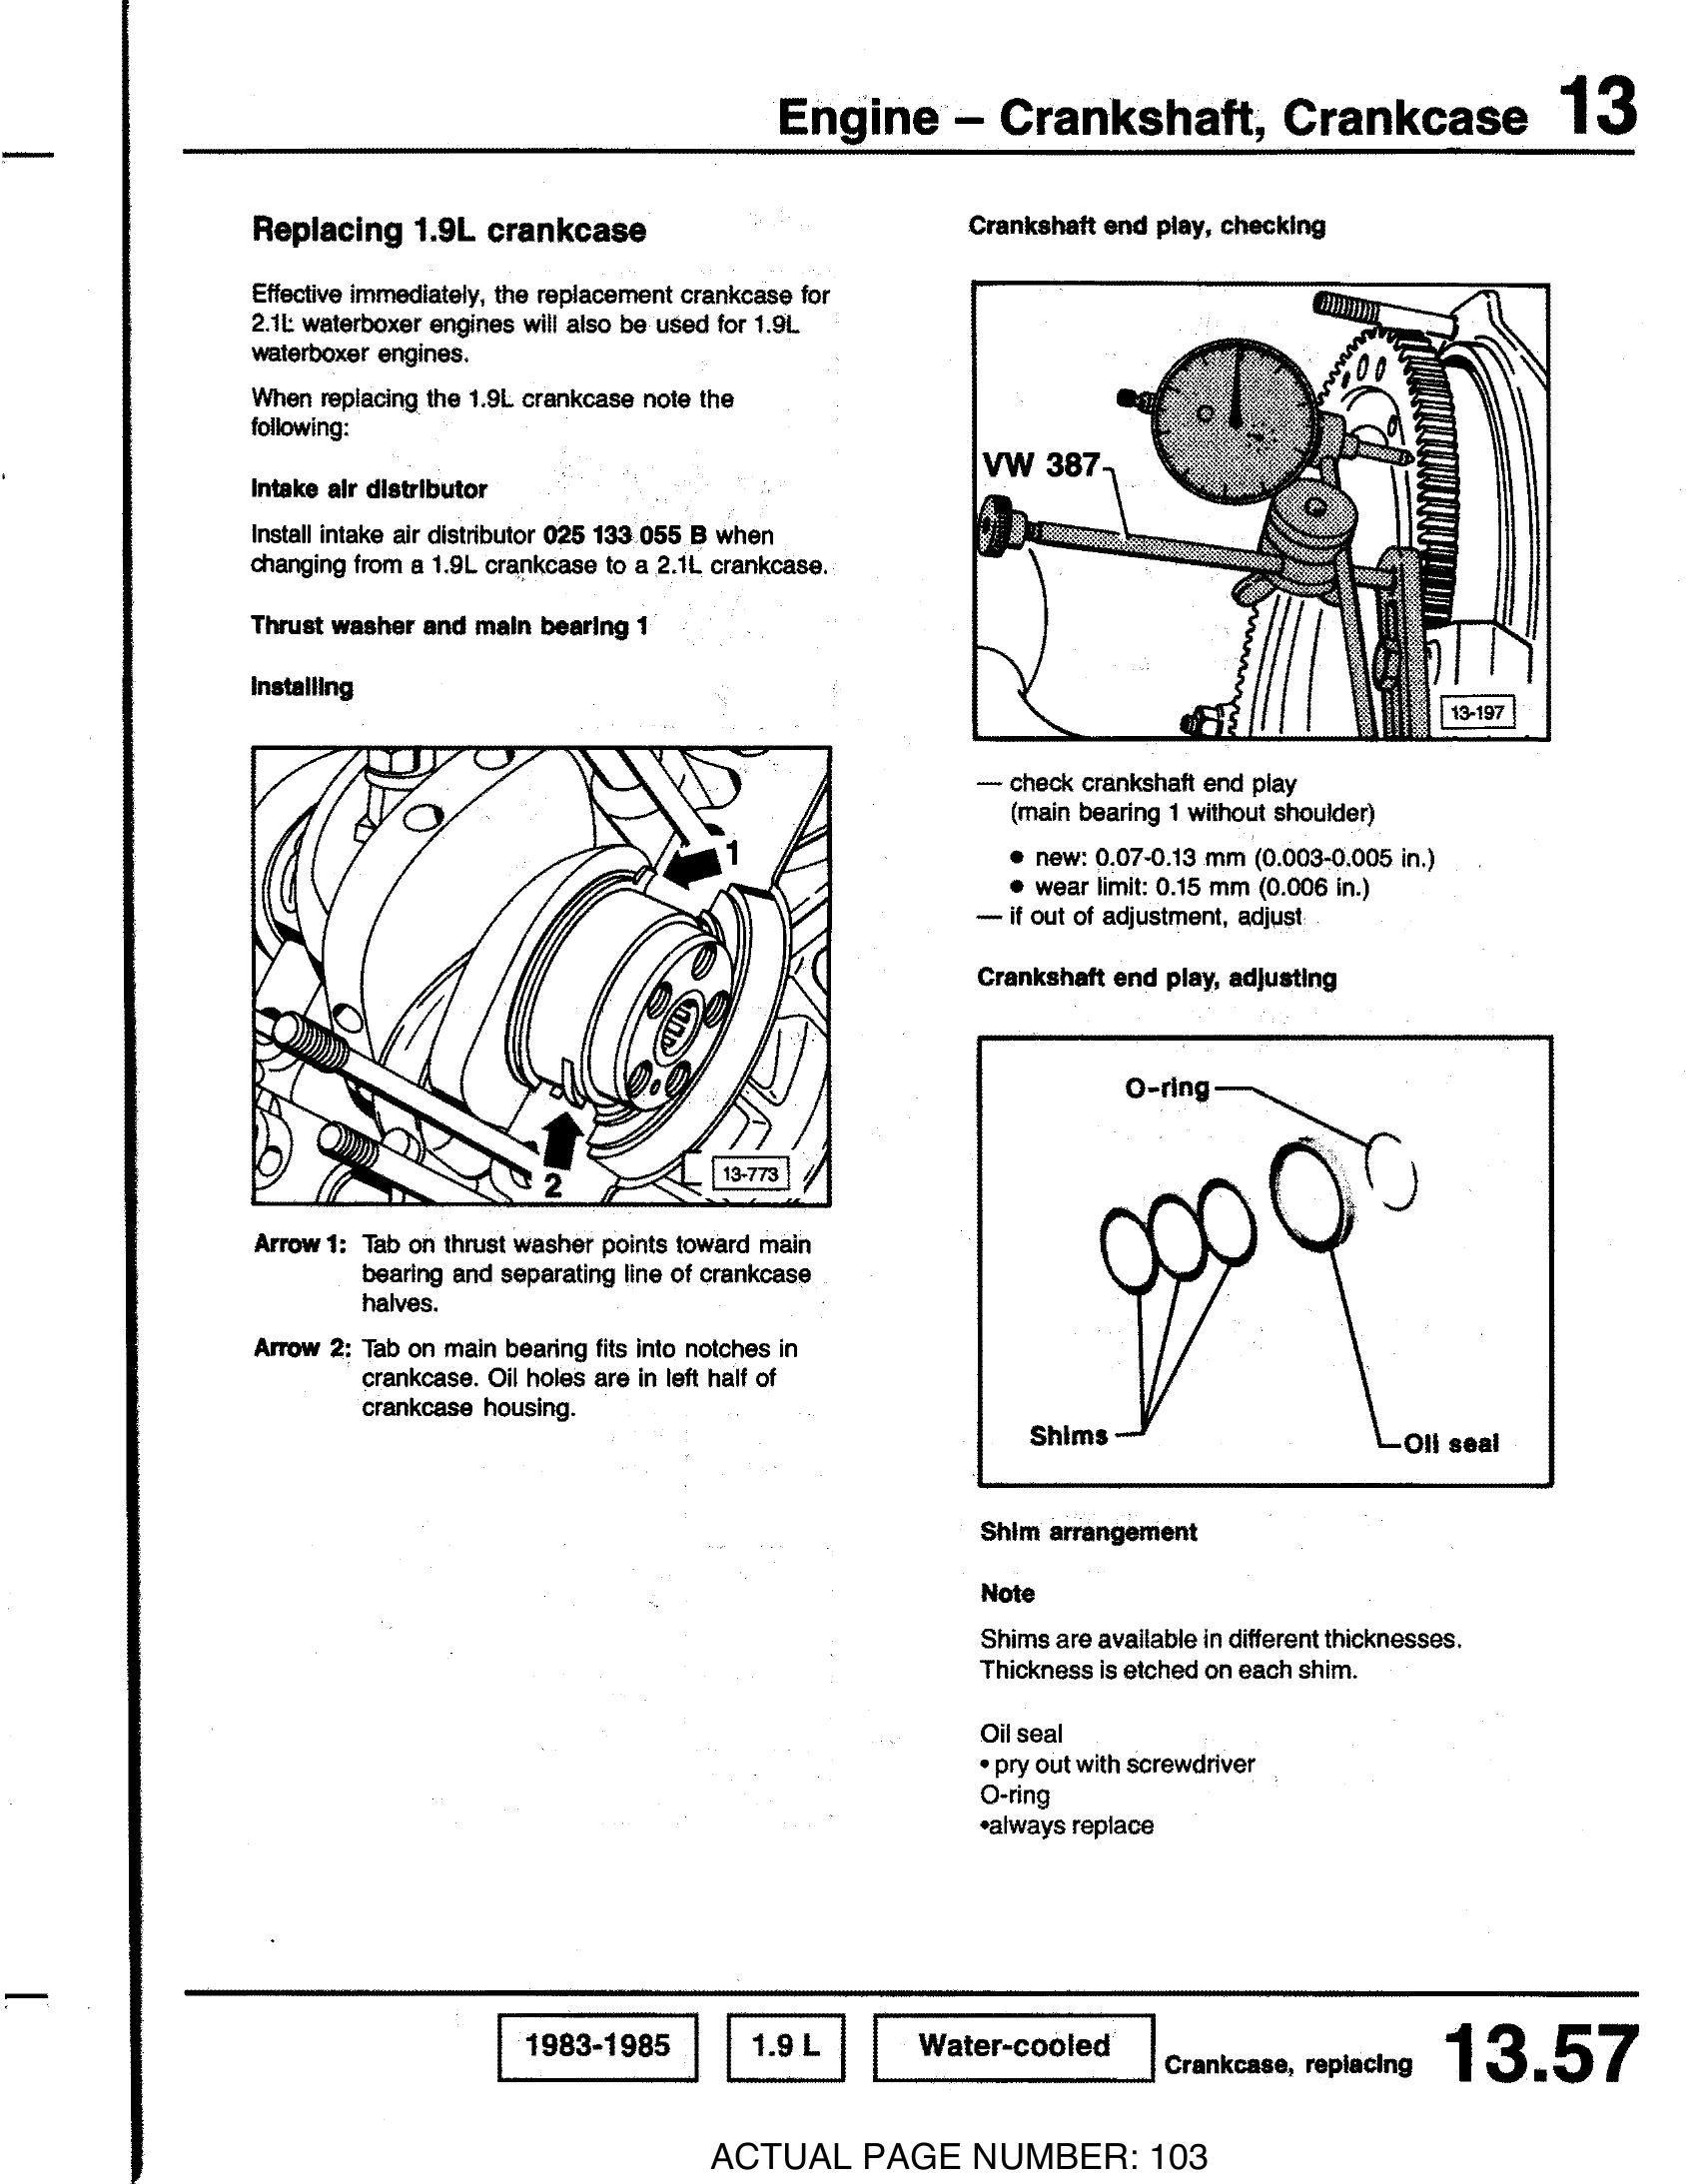 Engine – Crankshaft, Crankcase 13
Replacing 1.9L crankcase
Effective immediately, the replacement crankcase for
2.1L waterboxer engines will also be used for 1.9L
waterboxer engines.
When replacing the 1.9L crankcase note the
following:
Intake air distributor
Install intake air distributor 025 133 055 B when
changing from a 1.9L crankcase to a 2.1L crankcase.
Thrust washer and main bearing 1
Installing
1
2
13-773
Arrow 1: Tab on thrust washer points toward main
bearing and separating line of crankcase
halves.
Arrow 2: Tab on main bearing fits into notches in
crankcase. Oil holes are in left half of
crankcase housing.
Crankshaft end play, checking
VW 387
13-197
— check crankshaft end play
(main bearing 1 without shoulder)
● new: 0.07-0.13 mm (0.003-0.005 in.)
● wear limit: 0.15 mm (0.006 in.)
— if out of adjustment, adjust
Crankshaft end play, adjusting
O-ring
Shims
Oil seal
Shim arrangement
Note
Shims are available in different thicknesses.
Thickness is etched on each shim.
Oil seal
• pry out with screwdriver
O-ring
•always replace
1983-1985
1.9 L
Water-cooled
Crankcase, replacing 13.57
ACTUAL PAGE NUMBER: 103